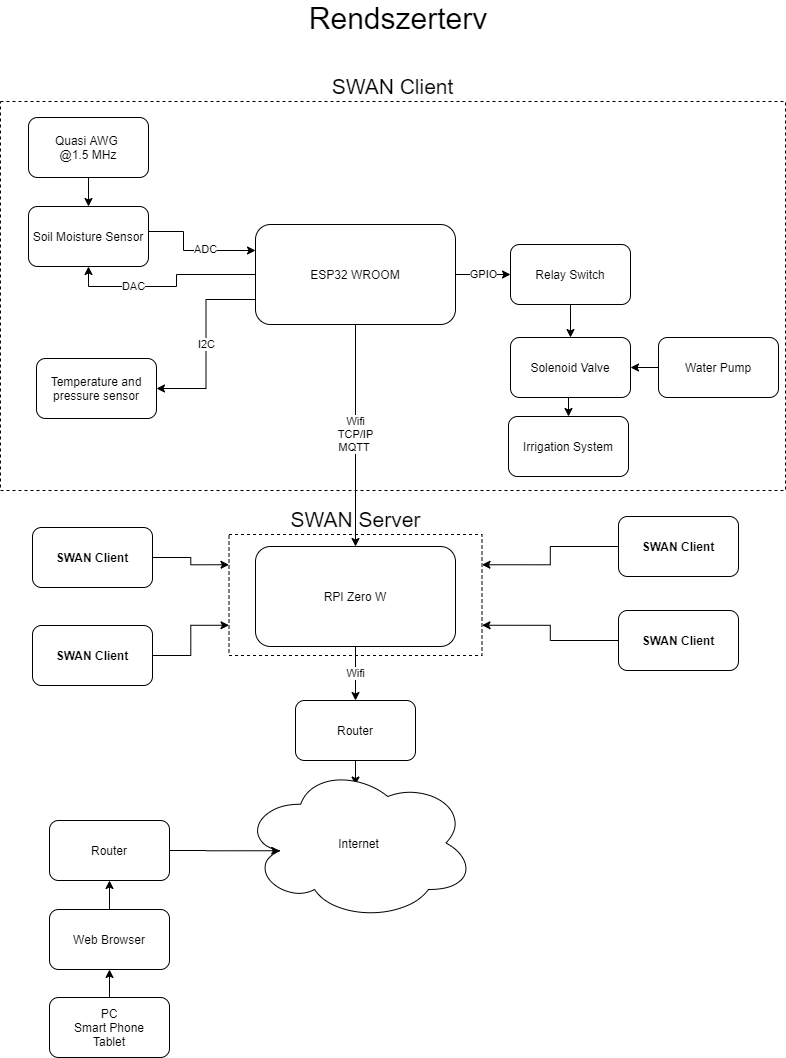 Rendszerterv
SWAN Client
Quasi AWG
@1.5 MHz
Soil Moisture Sensor
ADC
DAC
ESP32 WROOM
GPIO
Relay Switch
I2C
Solenoid Valve
Water Pump
Temperature and
pressure sensor
Wifi
TCP/IP
MQTT
Irrigation System
SWAN Server
SWAN Client
SWAN Client
RPI Zero W
SWAN Client
SWAN Client
Wifi
Router
Internet
Router
Web Browser
PC
Smart Phone
Tablet